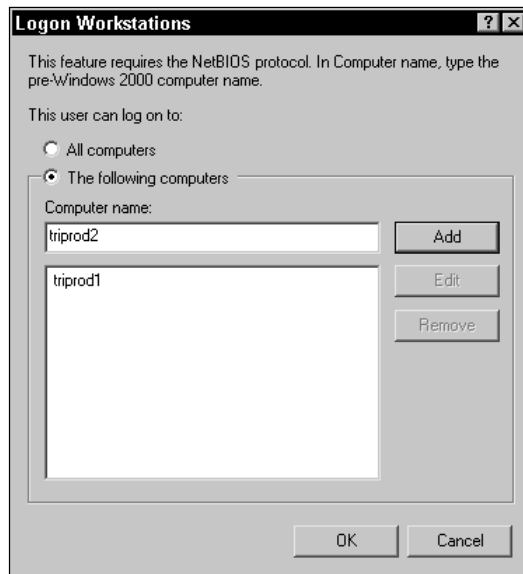 Logon Workstations
This feature requires the NetBIOS protocol. In Computer name, type the
pre-Windows 2000 computer name.
This user can log on to:
All computers
The following computers
Computer name:
triprod2
Add
triprod1
Edit
Remove
OK
Cancel